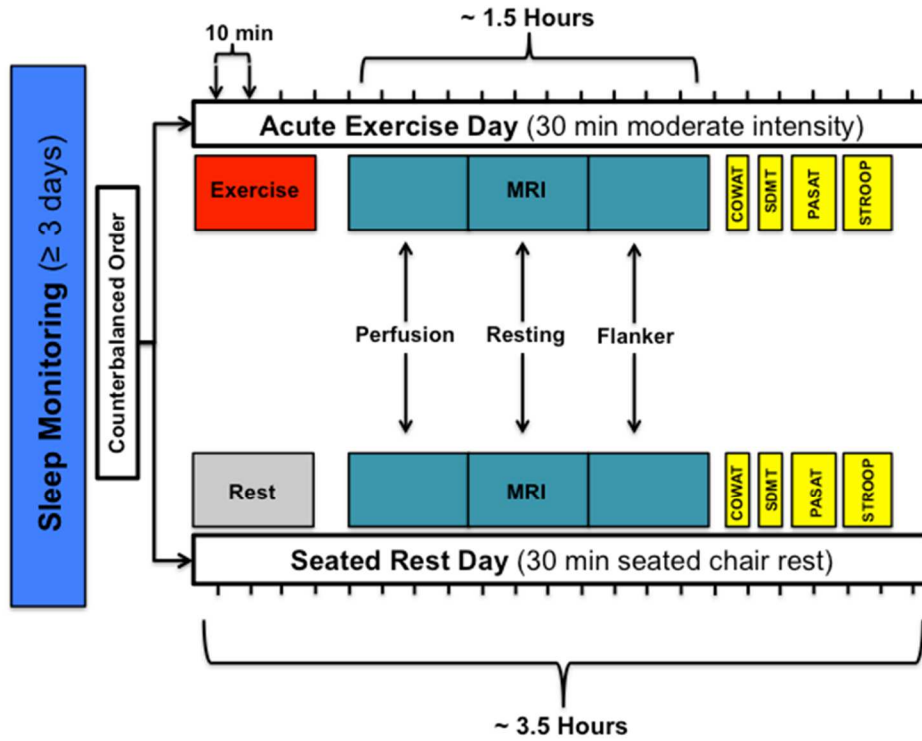 ~ 1.5 Hours
10 min
Sleep Monitoring (≥ 3 days)
Counterbalanced Order
Acute Exercise Day (30 min moderate intensity)
Exercise
MRI
COWAT
SDMT
PASAT
STROOP
Perfusion
Resting
Flanker
Rest
MRI
COWAT
SDMT
PASAT
STROOP
Seated Rest Day (30 min seated chair rest)
~ 3.5 Hours